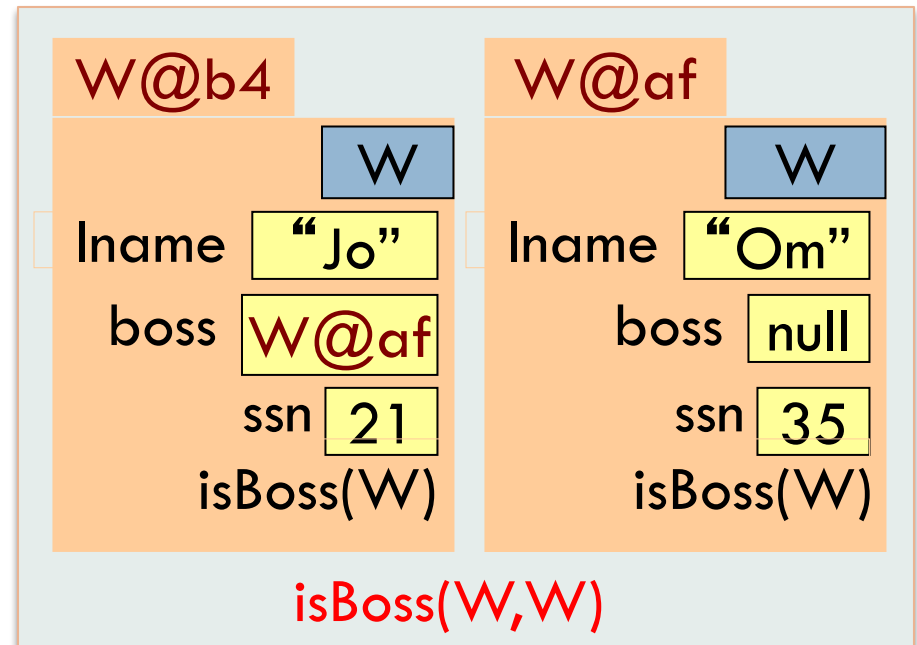 W@b4
W
lname “Jo”
boss W@af
ssn 21
isBoss(W)
W@af
W
lname “Om”
boss null
ssn 35
isBoss(W)
isBoss(W,W)